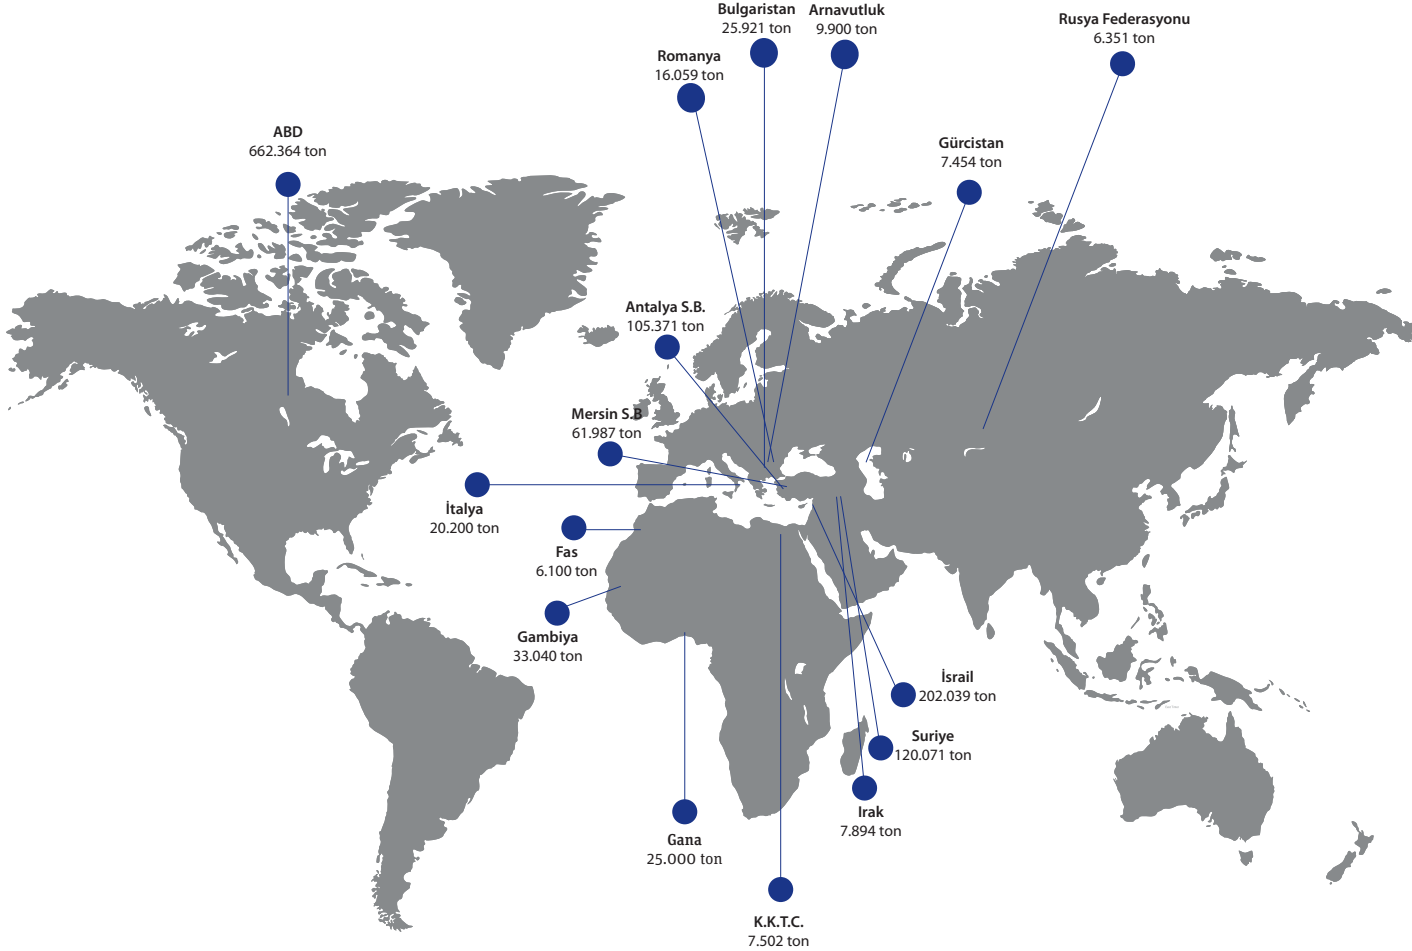 Bulgaristan
25.921 ton
Arnavutluk
9.900 ton
Rusya Federasyonu
6.351 ton
Romanya
16.059 ton
ABD
662.364 ton
Gürcistan
7.454 ton
Antalya S.B.
105.371 ton
Mersin S.B
61.987 ton
İtalya
20.200 ton
Fas
6.100 ton
Gambiya
33.040 ton
İsrail
202.039 ton
Suriye
120.071 ton
Irak
7.894 ton
Gana
25.000 ton
K.K.T.C.
7.502 ton